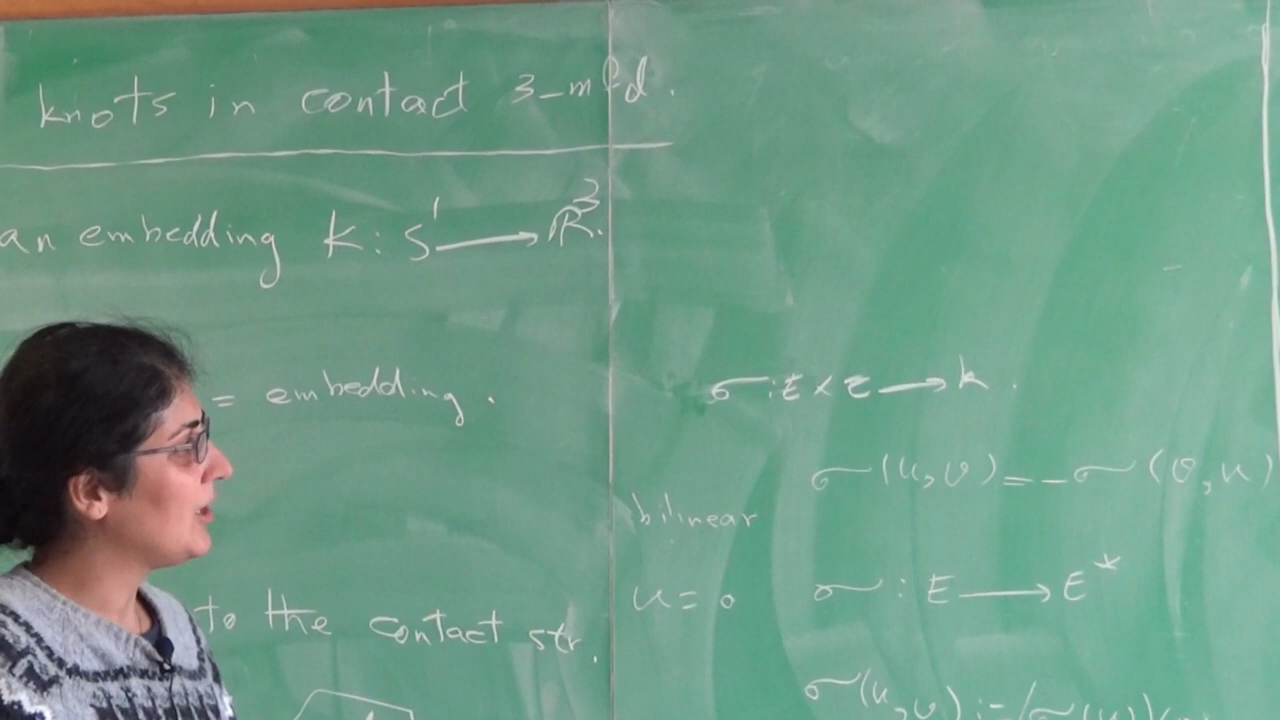 knots in contact 3-mfd.
an embedding K: S¹ ⟶ ℝ³.
= embedding.
to the contact str.
σ : E × E ⟶ k.
σ(u,v) = -σ(v,u)
bilinear
u = 0 σ : E ⟶ E*
σ(u,v) :=